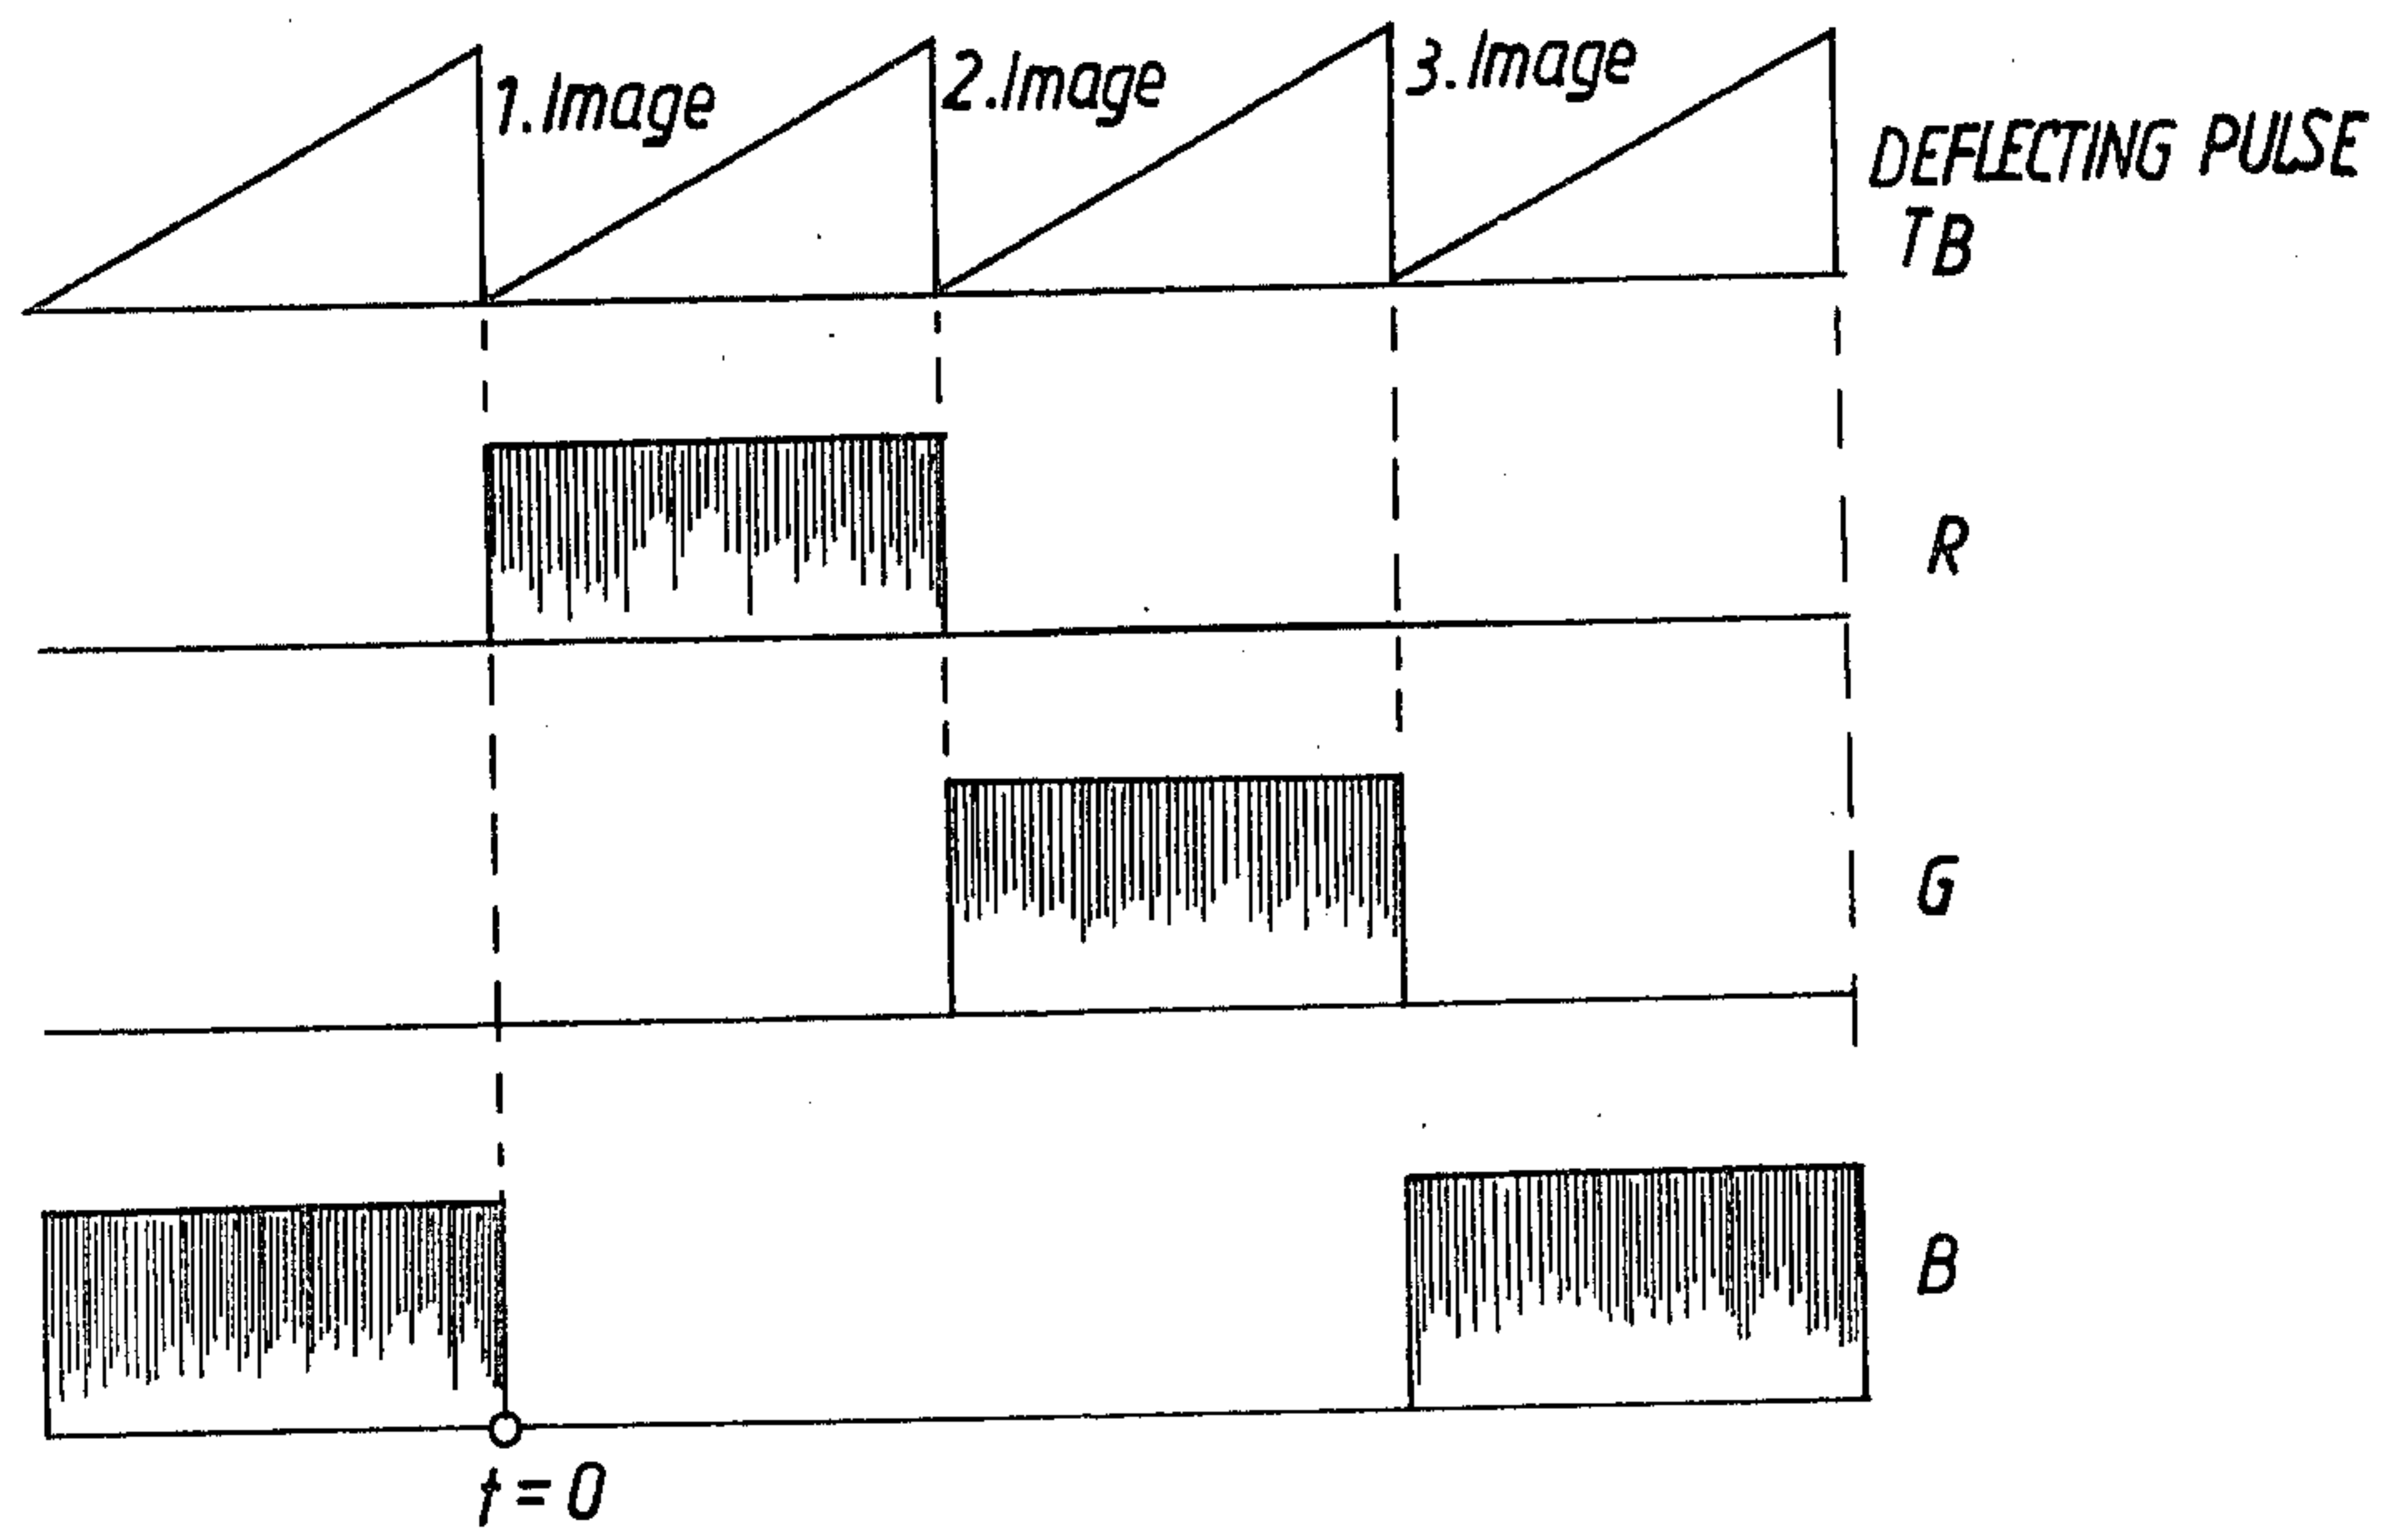 1. Image
2. Image
3. Image
DEFLECTING PULSE
TB
R
G
B
t = 0